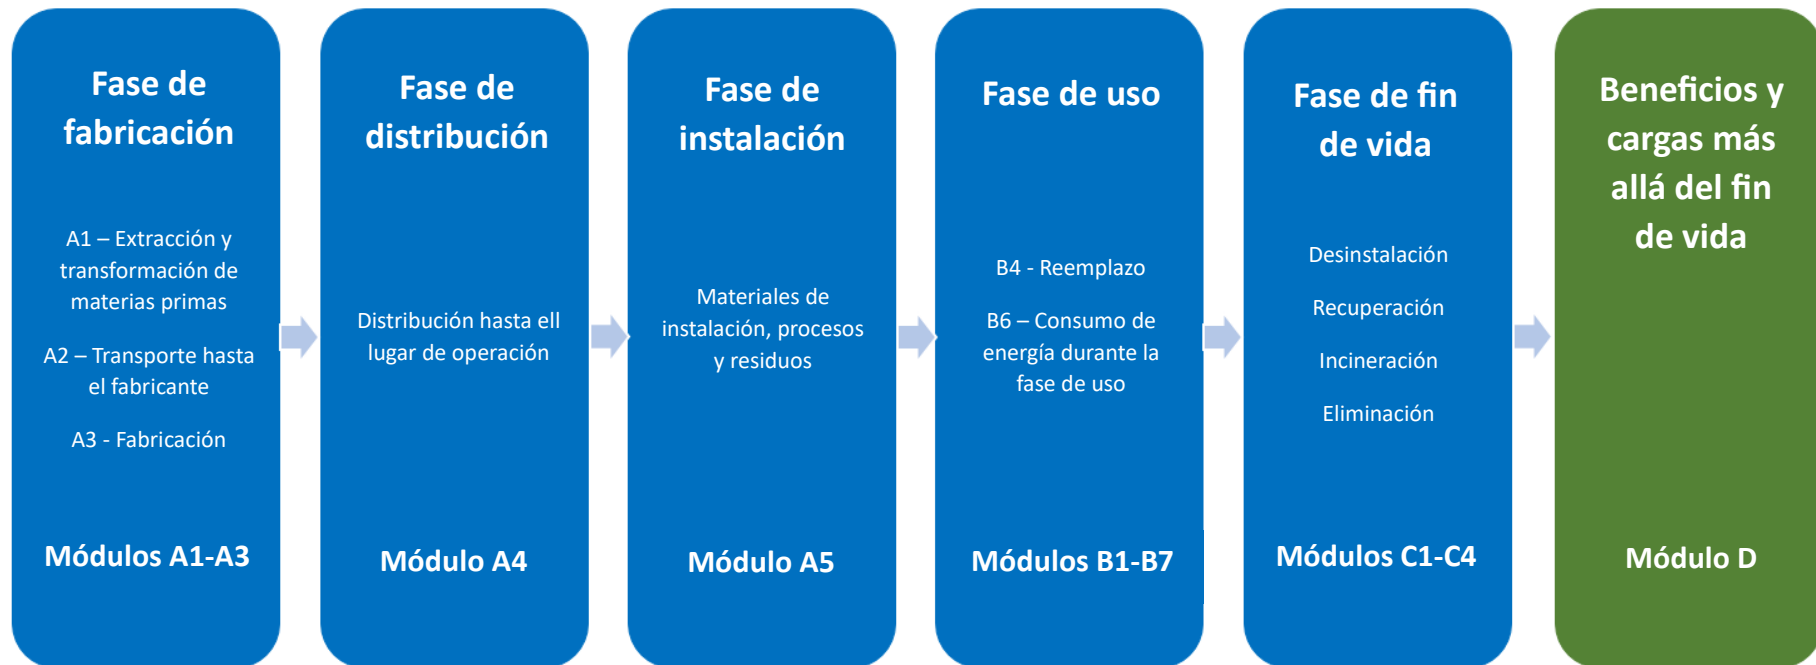 Fase de
fabricación
A1 – Extracción y
transformación de
materias primas
A2 – Transporte hasta
el fabricante
A3 - Fabricación
Módulos A1-A3
Fase de
distribución
Distribución hasta ell
lugar de operación
Módulo A4
Fase de
instalación
Materiales de
instalación, procesos
y residuos
Módulo A5
Fase de uso
B4 - Reemplazo
B6 – Consumo de
energía durante la
fase de uso
Módulos B1-B7
Fase de fin
de vida
Desinstalación
Recuperación
Incineración
Eliminación
Módulos C1-C4
Beneficios y
cargas más
allá del fin
de vida
Módulo D